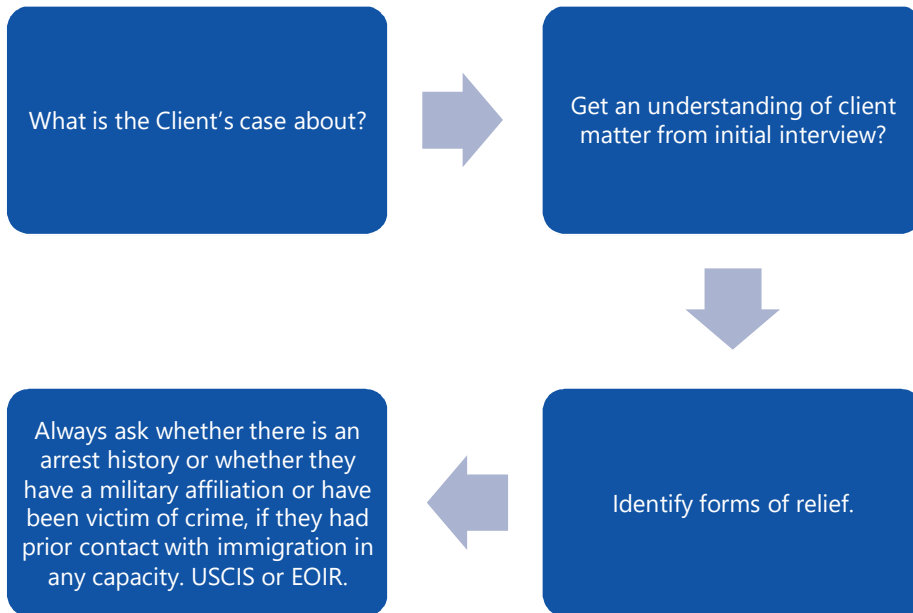 What is the Client’s case about?
Get an understanding of client
matter from initial interview?
Identify forms of relief.
Always ask whether there is an
arrest history or whether they
have a military affiliation or have
been victim of crime, if they had
prior contact with immigration in
any capacity. USCIS or EOIR.